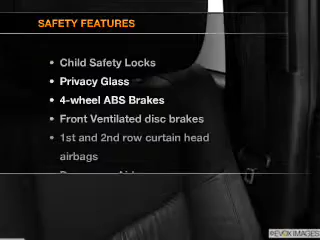 SAFETY FEATURES
• Child Safety Locks
• Privacy Glass
• 4-wheel ABS Brakes
• Front Ventilated disc brakes
• 1st and 2nd row curtain head
airbags
©EVOX IMAGES